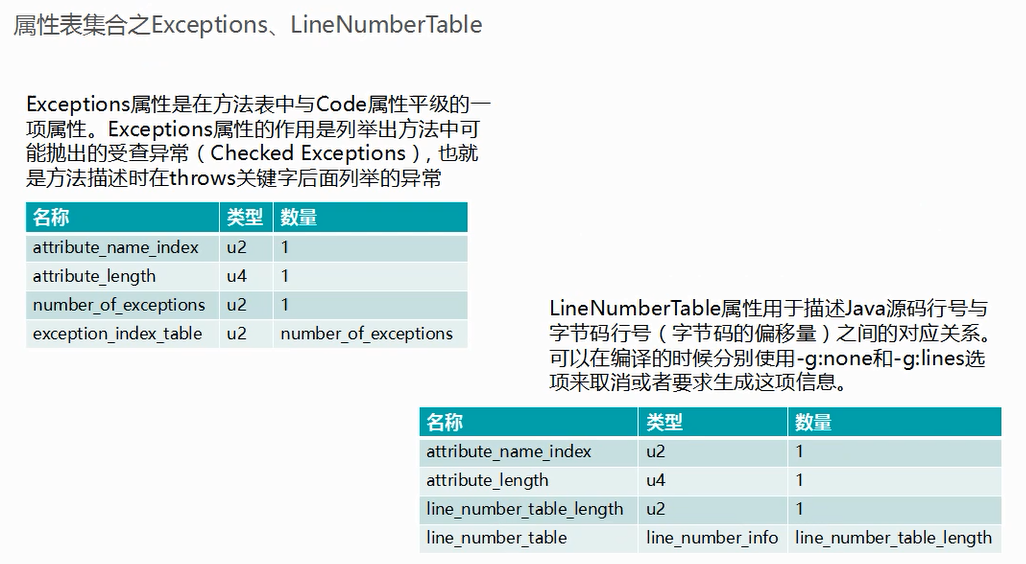 属性表集合之Exceptions、LineNumberTable
Exceptions属性是在方法表中与Code属性平级的一
项属性。Exceptions属性的作用是列举出方法中可
能抛出的受查异常（Checked Exceptions），也就
是方法描述时在throws关键字后面列举的异常
名称 类型 数量
attribute_name_index u2 1
attribute_length u4 1
number_of_exceptions u2 1
exception_index_table u2 number_of_exceptions
LineNumberTable属性用于描述Java源码行号与
字节码行号（字节码的偏移量）之间的对应关系。
可以在编译的时候分别使用-g:none和-g:lines选
项来取消或者要求生成这项信息。
名称 类型 数量
attribute_name_index u2 1
attribute_length u4 1
line_number_table_length u2 1
line_number_table line_number_info line_number_table_length